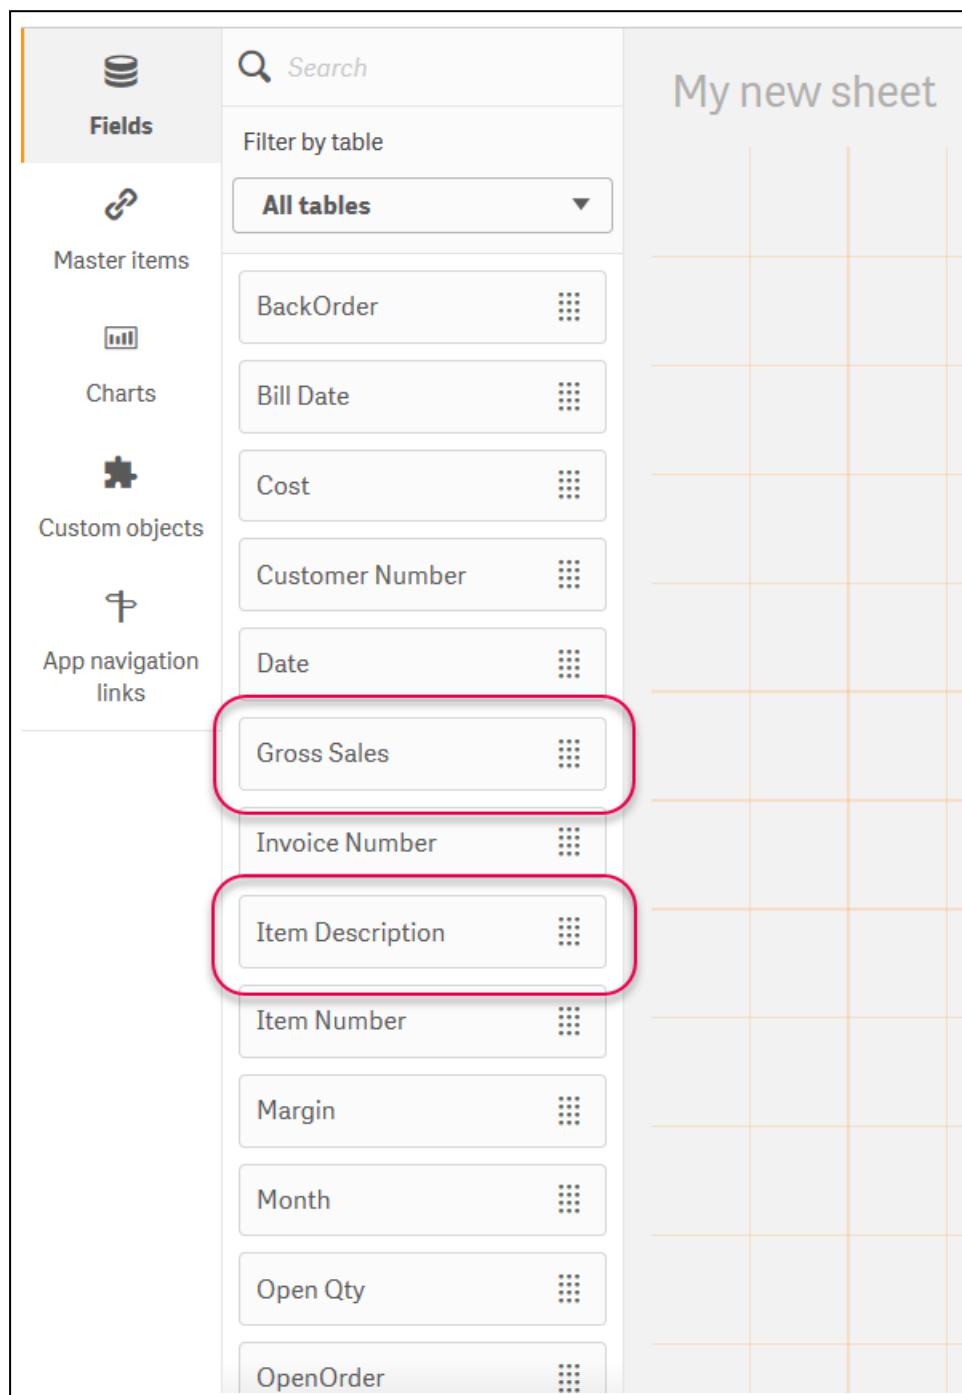 Fields
Master items
Charts
Custom objects
App navigation
links
Search
Filter by table
All tables
BackOrder
Bill Date
Cost
Customer Number
Date
Gross Sales
Invoice Number
Item Description
Item Number
Margin
Month
Open Qty
OpenOrder
My new sheet